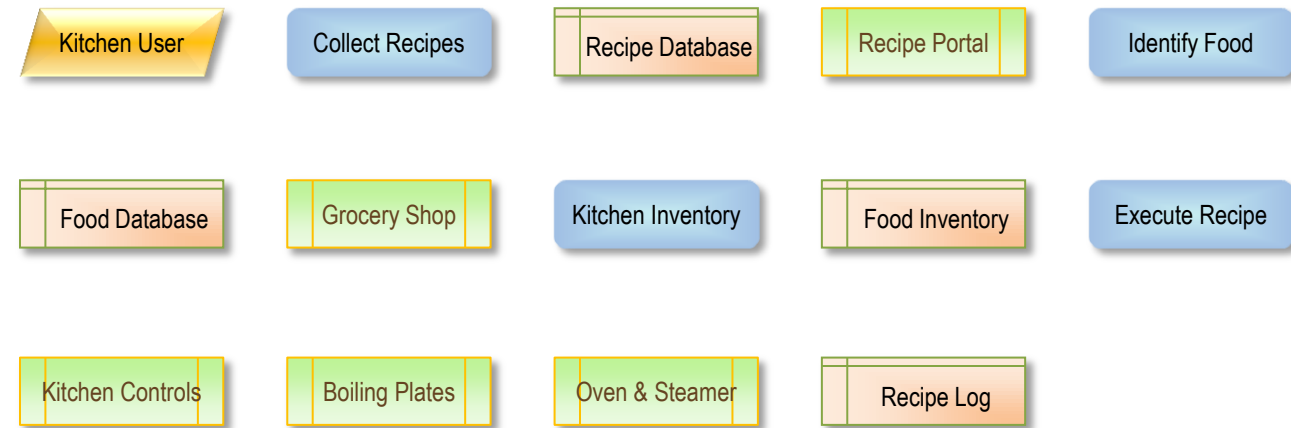 Kitchen User
Collect Recipes
Recipe Database
Recipe Portal
Identify Food
Food Database
Grocery Shop
Kitchen Inventory
Food Inventory
Execute Recipe
Kitchen Controls
Boiling Plates
Oven & Steamer
Recipe Log